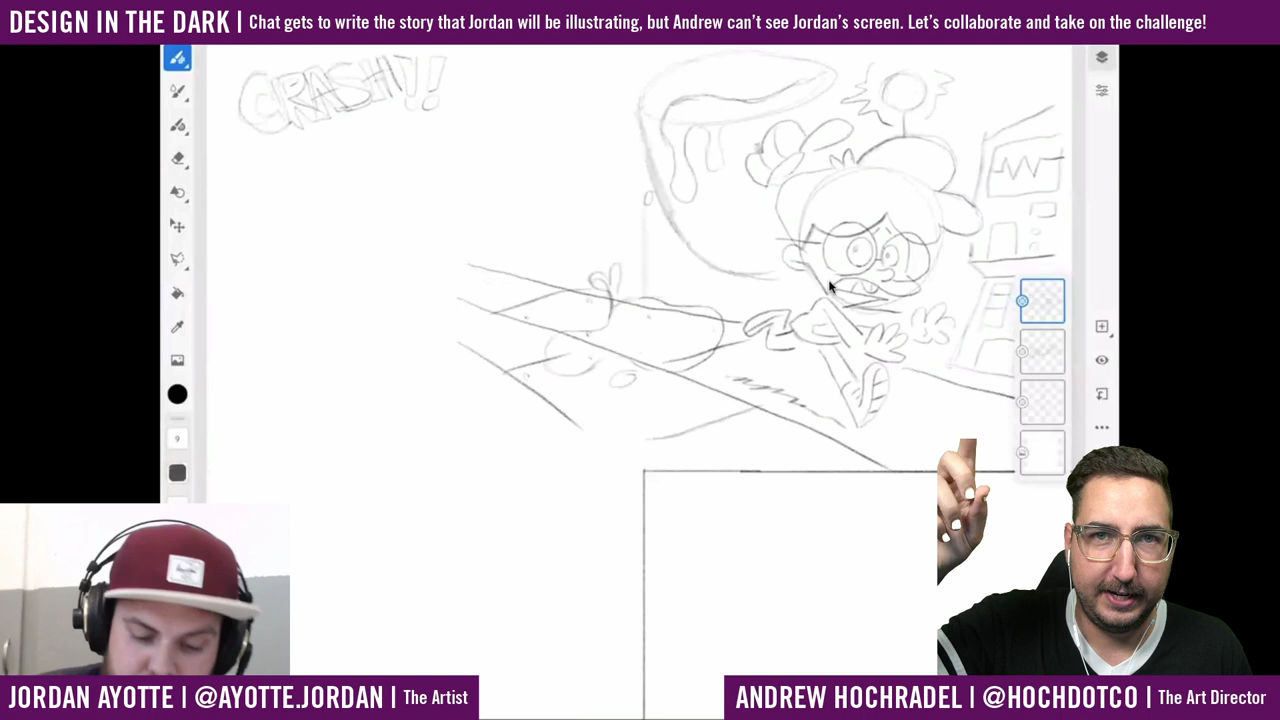 DESIGN IN THE DARK | Chat gets to write the story that Jordan will be illustrating, but Andrew can't see Jordan's screen. Let's collaborate and take on the challenge!
CRASH!!
9
JORDAN AYOTTE | @AYOTTE.JORDAN | The Artist
ANDREW HOCHRADEL | @HOCHDOTCO | The Art Director